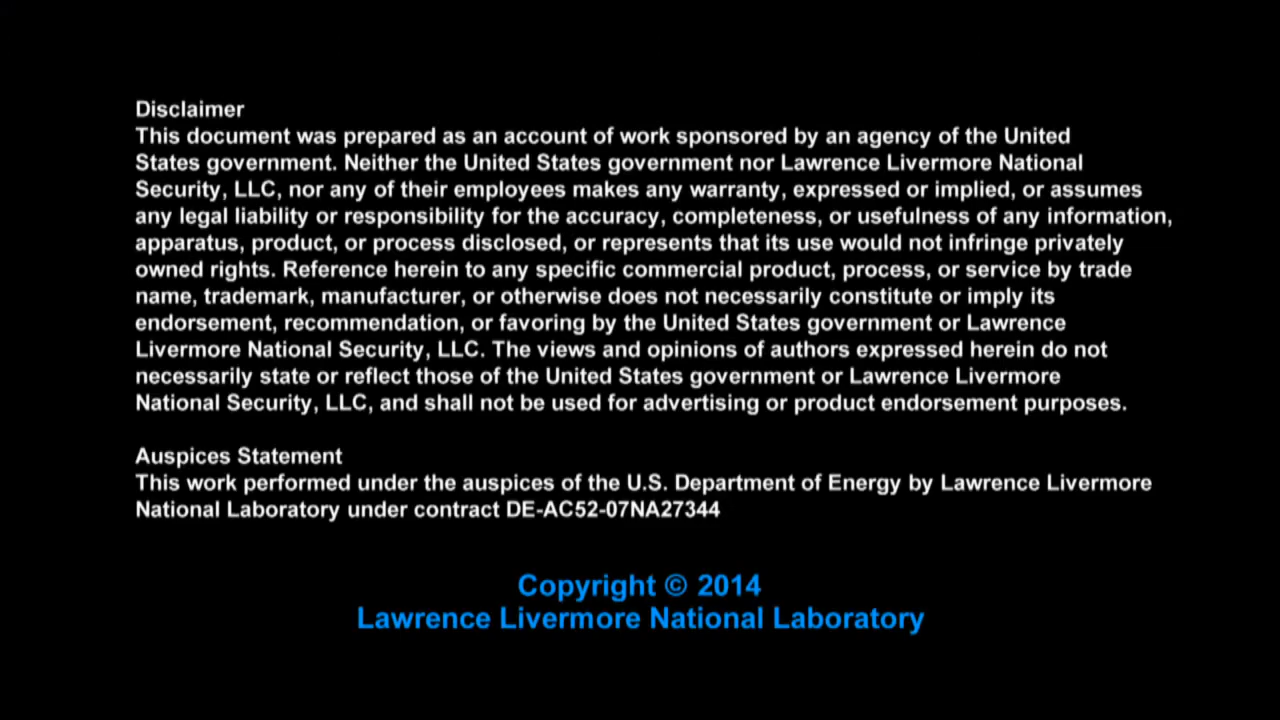 Disclaimer
This document was prepared as an account of work sponsored by an agency of the United
States government. Neither the United States government nor Lawrence Livermore National
Security, LLC, nor any of their employees makes any warranty, expressed or implied, or assumes
any legal liability or responsibility for the accuracy, completeness, or usefulness of any information,
apparatus, product, or process disclosed, or represents that its use would not infringe privately
owned rights. Reference herein to any specific commercial product, process, or service by trade
name, trademark, manufacturer, or otherwise does not necessarily constitute or imply its
endorsement, recommendation, or favoring by the United States government or Lawrence
Livermore National Security, LLC. The views and opinions of authors expressed herein do not
necessarily state or reflect those of the United States government or Lawrence Livermore
National Security, LLC, and shall not be used for advertising or product endorsement purposes.
Auspices Statement
This work performed under the auspices of the U.S. Department of Energy by Lawrence Livermore
National Laboratory under contract DE-AC52-07NA27344
Copyright © 2014
Lawrence Livermore National Laboratory